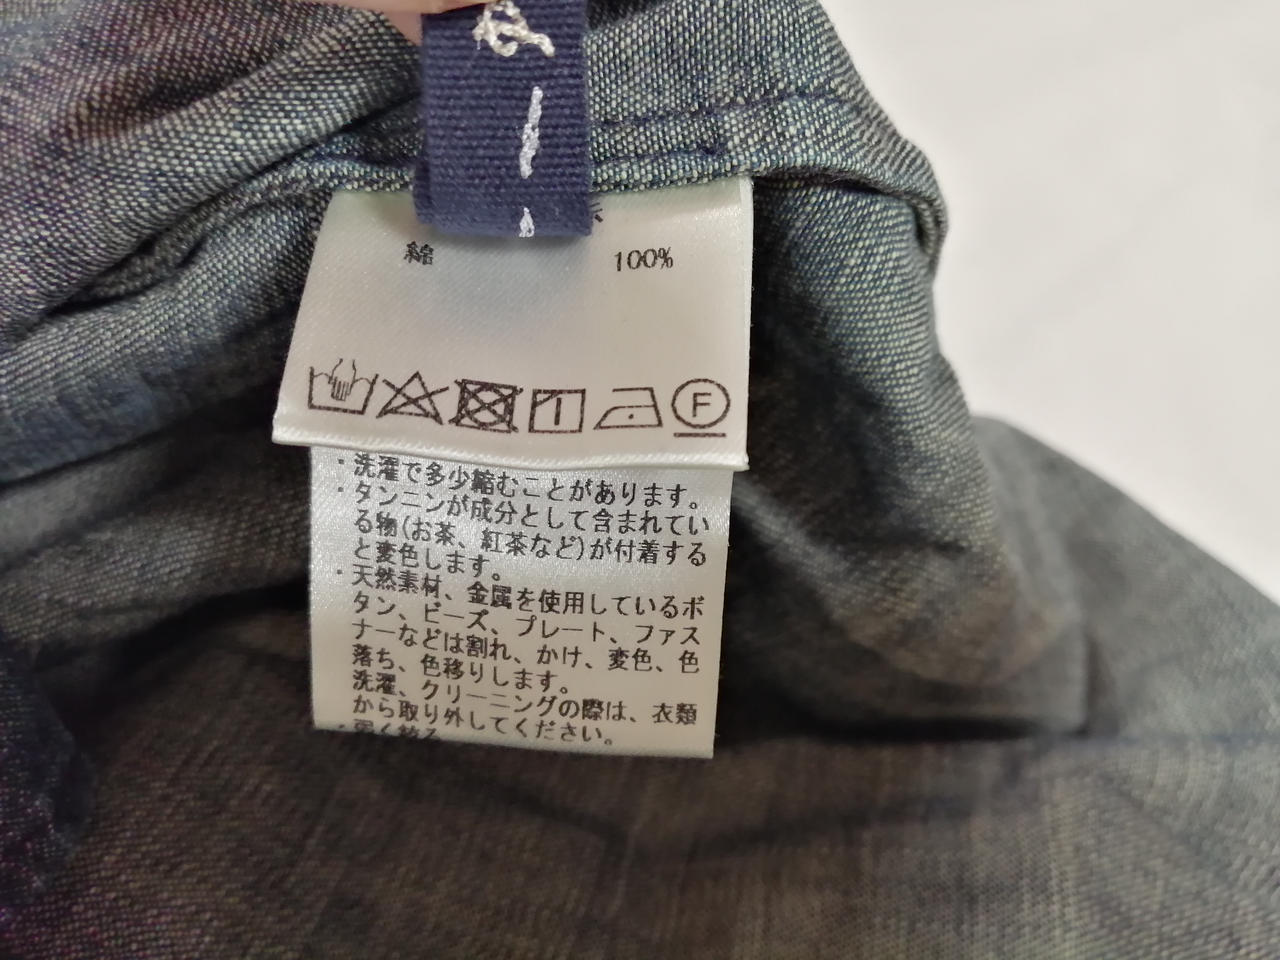 綿 100%
F
・洗濯で多少縮むことがあります。
・タンニンが成分として含まれてい
る物(お茶、紅茶など)が付着する
と変色します。
・天然素材、金属を使用しているボ
タン、ビーズ、プレート、ファス
ナーなどは割れ、かけ、変色、色
落ち、色移りします。
洗濯、クリーニングの際は、衣類
から取り外してください。